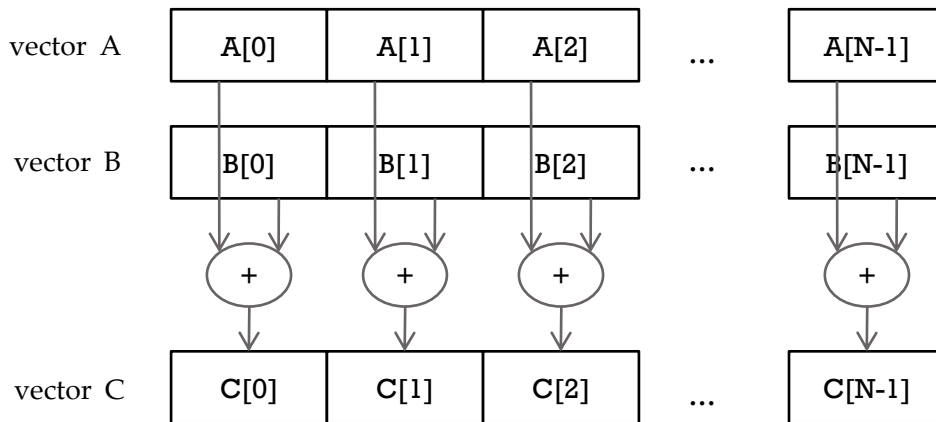 vector A A[0] A[1] A[2] ... A[N-1]
vector B B[0] B[1] B[2] ... B[N-1]
+ + + +
vector C C[0] C[1] C[2] ... C[N-1]